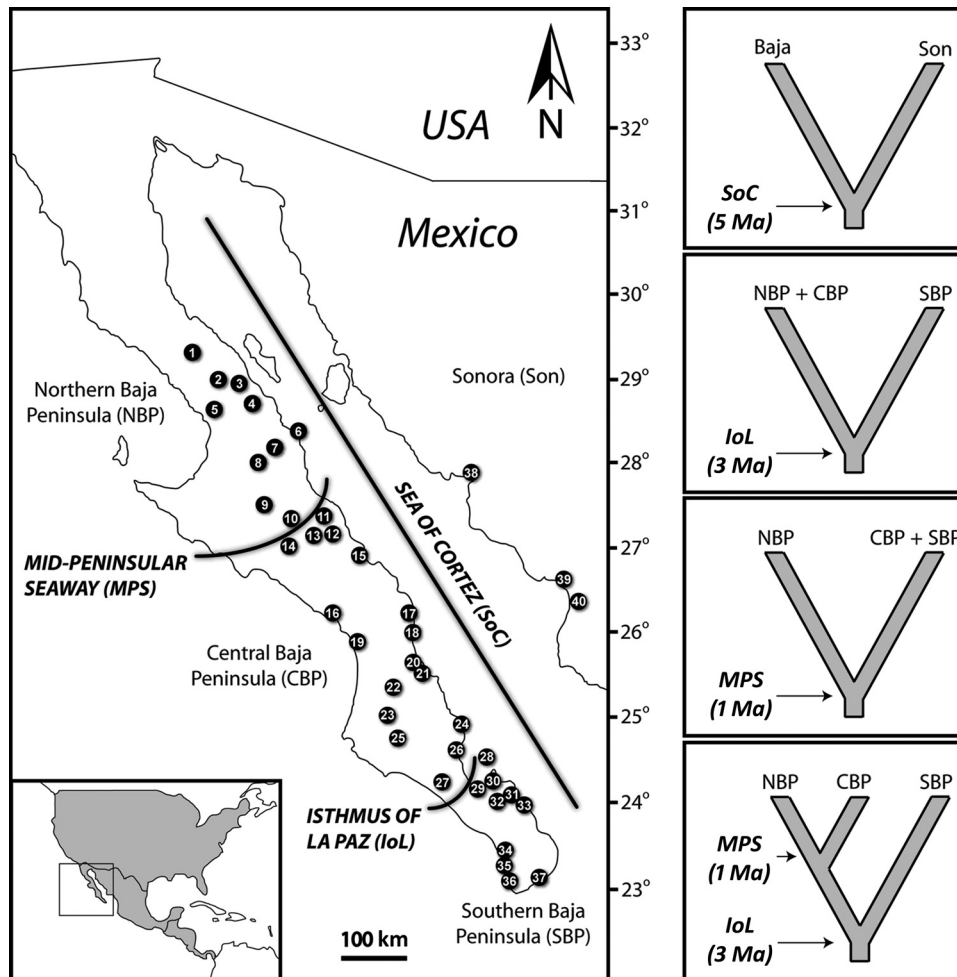 33°
32°
31°
30°
29°
28°
27°
26°
25°
24°
23°
USA
N
Mexico
Northern Baja
Peninsula (NBP)
Sonora (Son)
SEA OF CORTEZ (SoC)
MID-PENINSULAR
SEAWAY (MPS)
Central Baja
Peninsula (CBP)
ISTHMUS OF
LA PAZ (IoL)
Southern Baja
Peninsula (SBP)
100 km
1
2
3
4
5
6
7
8
9
10
11
12
13
14
15
16
17
18
19
20
21
22
23
24
25
26
27
28
29
30
31
32
33
34
35
36
37
38
39
40
Baja Son
SoC
(5 Ma)
NBP + CBP SBP
IoL
(3 Ma)
NBP CBP + SBP
MPS
(1 Ma)
NBP CBP SBP
MPS
(1 Ma)
IoL
(3 Ma)